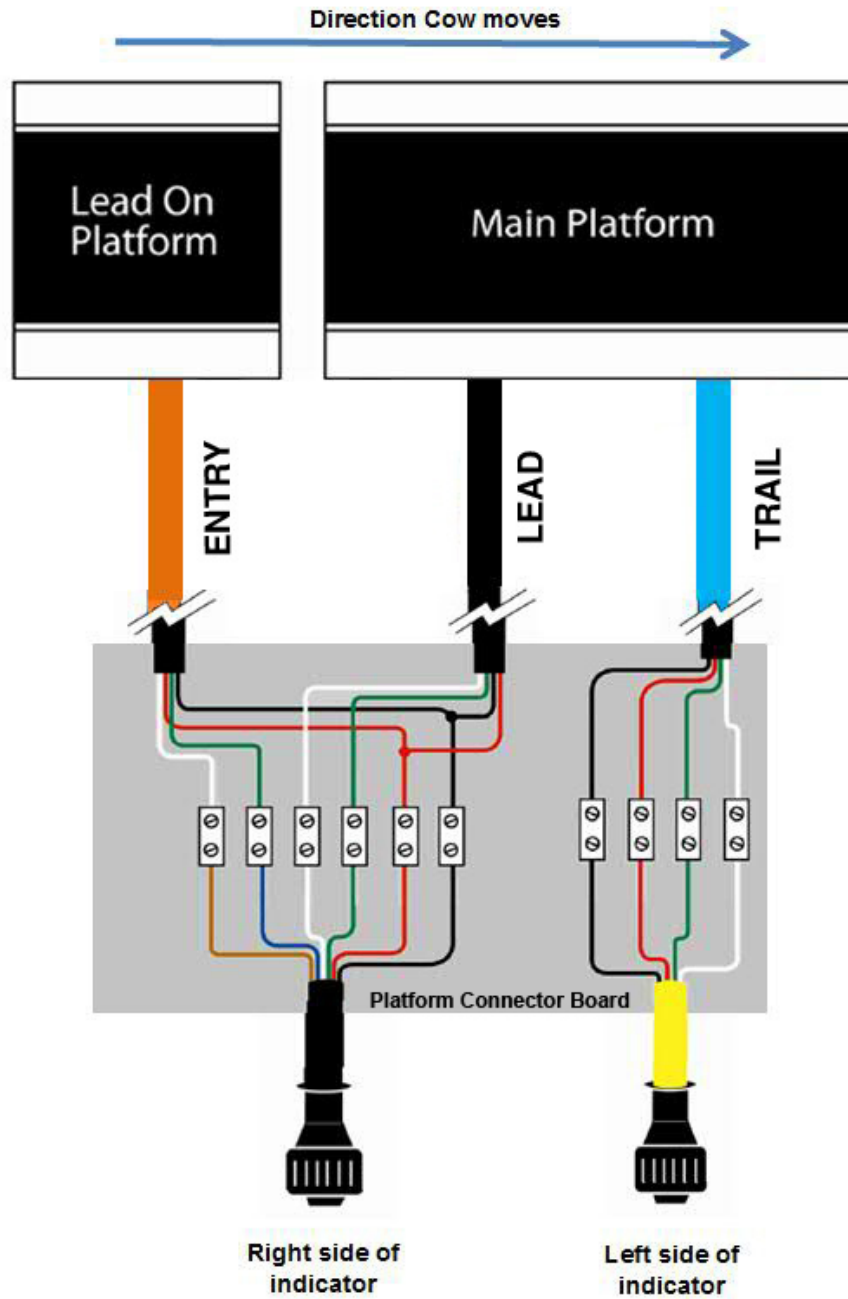 Direction Cow moves
Lead On
Platform
Main Platform
ENTRY
LEAD
TRAIL
Platform Connector Board
Right side of
indicator
Left side of
indicator